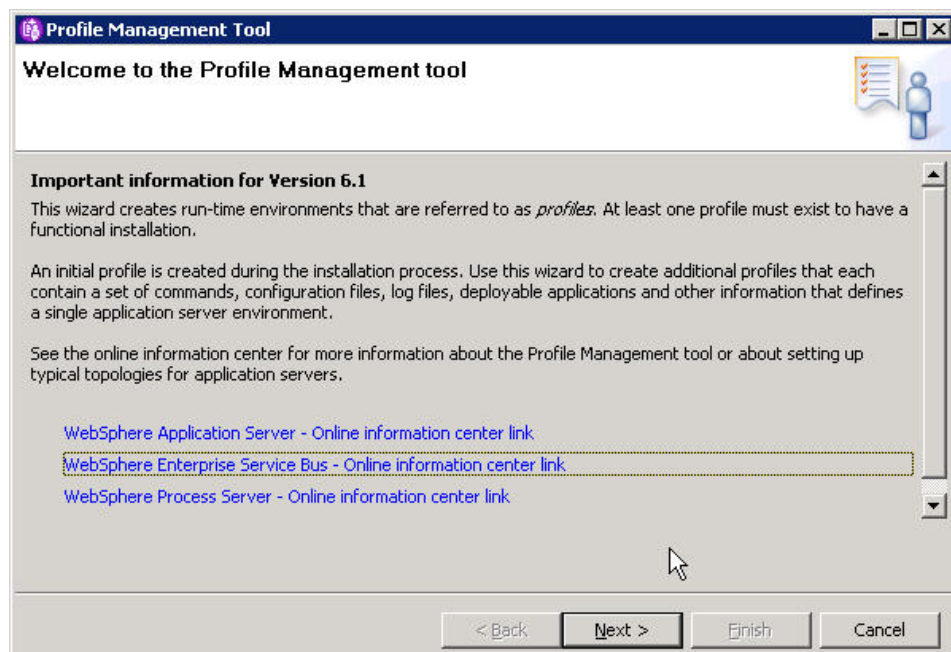 Profile Management Tool
Welcome to the Profile Management tool
Important information for Version 6.1
This wizard creates run-time environments that are referred to as profiles. At least one profile must exist to have a
functional installation.
An initial profile is created during the installation process. Use this wizard to create additional profiles that each
contain a set of commands, configuration files, log files, deployable applications and other information that defines
a single application server environment.
See the online information center for more information about the Profile Management tool or about setting up
typical topologies for application servers.
WebSphere Application Server - Online information center link
WebSphere Enterprise Service Bus - Online information center link
WebSphere Process Server - Online information center link
< Back Next > Finish Cancel